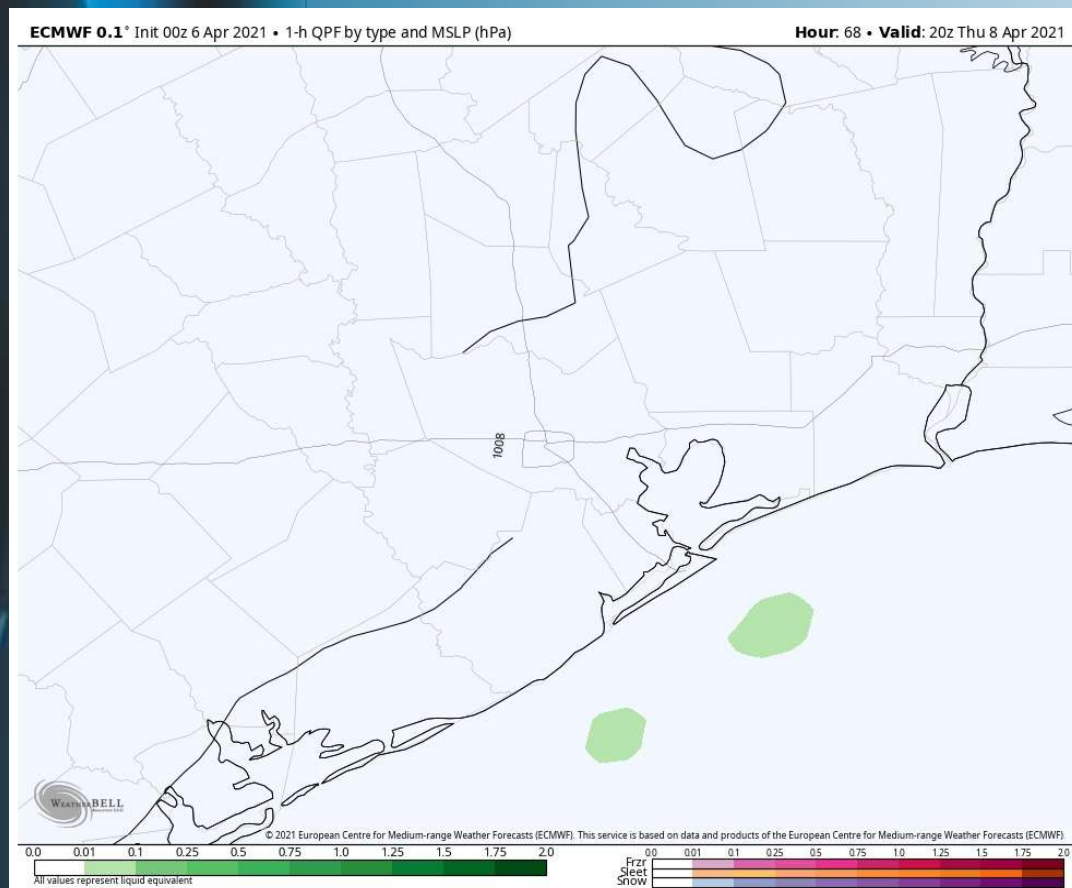 ECMWF 0.1° Init 00z 6 Apr 2021 • 1-h QPF by type and MSLP (hPa) Hour: 68 • Valid: 20z Thu 8 Apr 2021
1008
WEATHERBELL
© 2021 European Centre for Medium-range Weather Forecasts (ECMWF). This service is based on data and products of the European Centre for Medium-range Weather Forecasts (ECMWF).
0.0 0.01 0.1 0.25 0.5 0.75 1.0 1.25 1.5 1.75 2.0
All values represent liquid equivalent
0.0 0.01 0.1 0.25 0.5 0.75 1.0 1.25 1.5 1.75 2.0
Frzr
Sleet
Snow